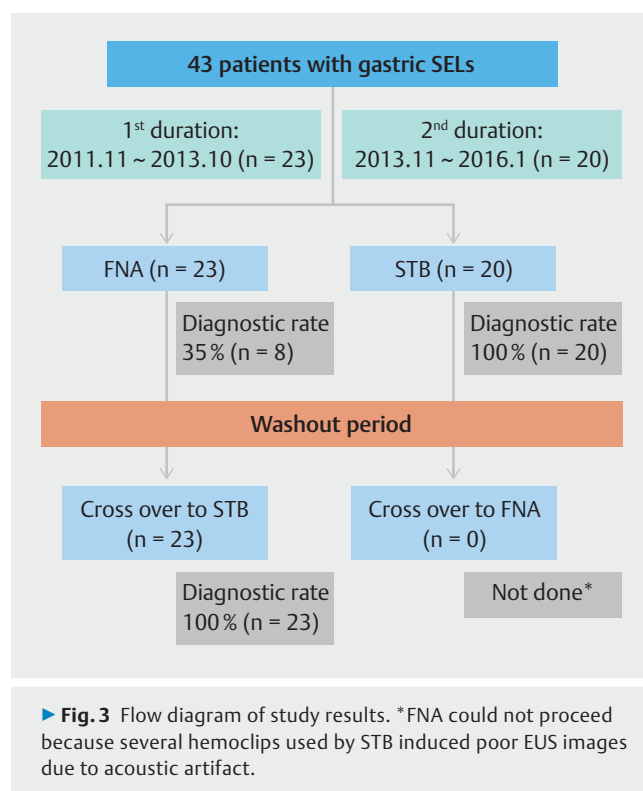 43 patients with gastric SELs
1st duration:
2011.11 ~ 2013.10 (n = 23)
2nd duration:
2013.11 ~ 2016.1 (n = 20)
FNA (n = 23)
STB (n = 20)
Diagnostic rate
35 % (n = 8)
Diagnostic rate
100 % (n = 20)
Washout period
Cross over to STB
(n = 23)
Cross over to FNA
(n = 0)
Diagnostic rate
100 % (n = 23)
Not done*
▶ Fig. 3 Flow diagram of study results. *FNA could not proceed
because several hemoclips used by STB induced poor EUS images
due to acoustic artifact.